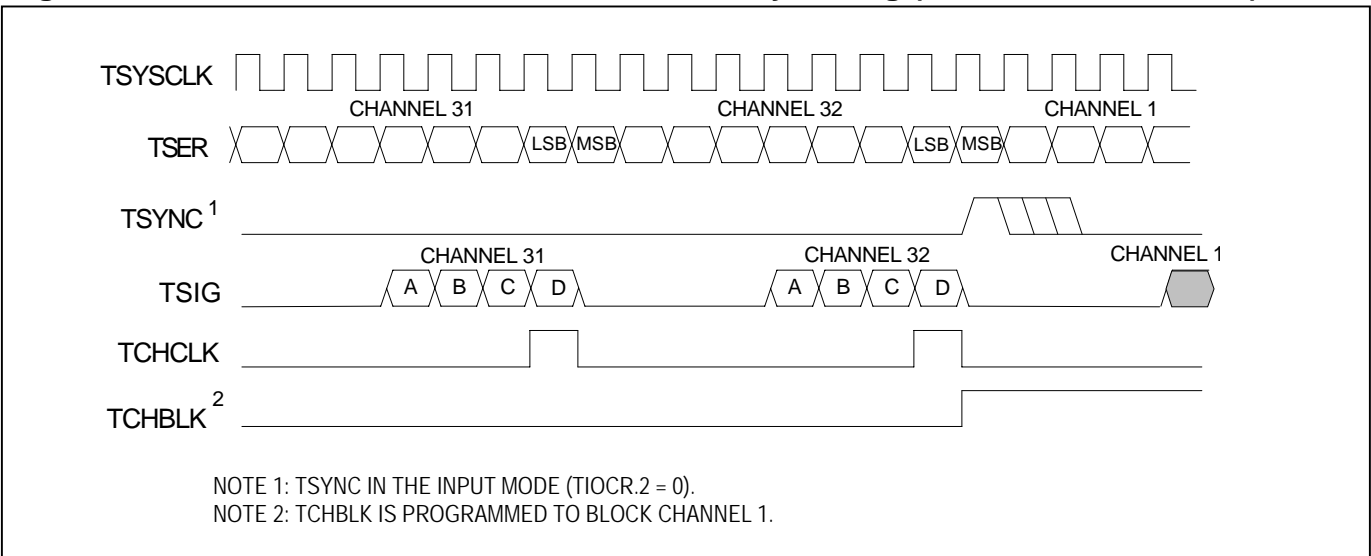 TSYSCLK
CHANNEL 31 CHANNEL 32 CHANNEL 1
TSER LSB MSB LSB MSB
TSYNC 1
CHANNEL 31 CHANNEL 32 CHANNEL 1
TSIG A B C D A B C D
TCHCLK
TCHBLK 2
NOTE 1: TSYNC IN THE INPUT MODE (TIOCR.2 = 0).
NOTE 2: TCHBLK IS PROGRAMMED TO BLOCK CHANNEL 1.